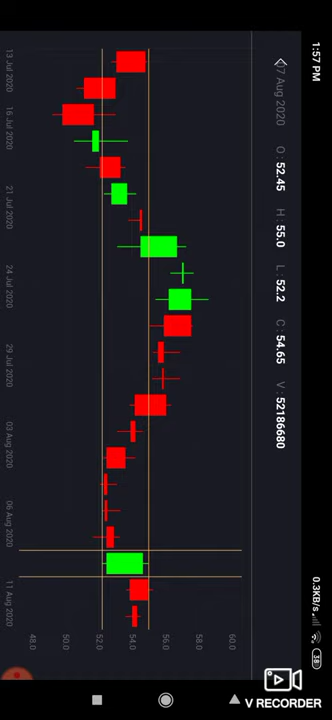 1:57 PM
0.3KB/s
38
7 Aug 2020 O : 52.45 H : 55.0 L : 52.2 C : 54.65 V : 52186680
60.0
58.0
56.0
54.0
52.0
50.0
48.0
13 Jul 2020
16 Jul 2020
21 Jul 2020
24 Jul 2020
29 Jul 2020
03 Aug 2020
06 Aug 2020
11 Aug 2020
V RECORDER